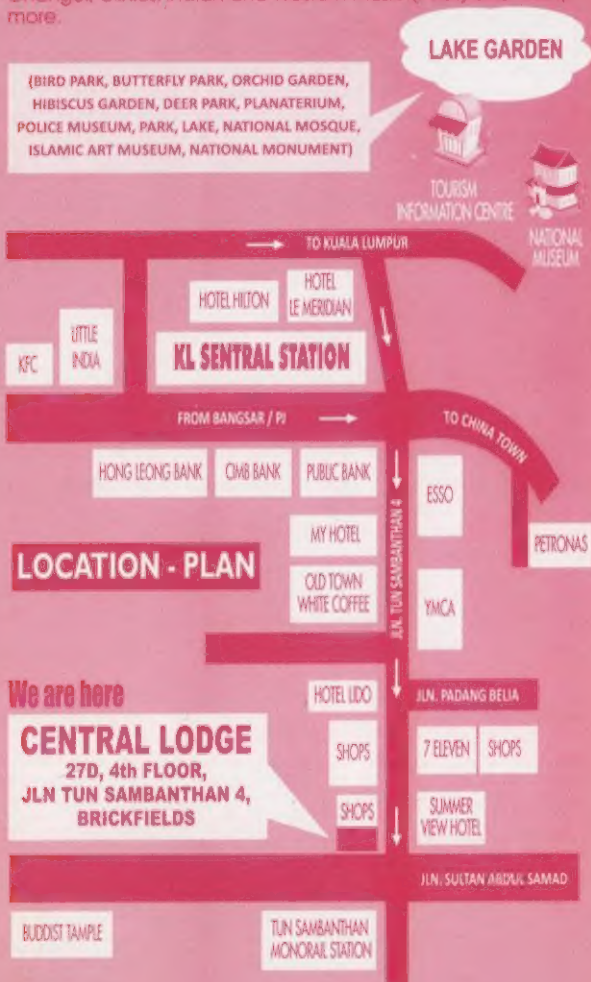 more.
LAKE GARDEN
(BIRD PARK, BUTTERFLY PARK, ORCHID GARDEN,
HIBISCUS GARDEN, DEER PARK, PLANATERIUM,
POLICE MUSEUM, PARK, LAKE, NATIONAL MOSQUE,
ISLAMIC ART MUSEUM, NATIONAL MONUMENT)
TOURISM
INFORMATION CENTRE
NATIONAL
MUSEUM
TO KUALA LUMPUR
HOTEL HILTON
HOTEL
LE MERIDIAN
KFC
LITTLE
INDIA
KL SENTRAL STATION
FROM BANGSAR / PJ
TO CHINA TOWN
HONG LEONG BANK
CIMB BANK
PUBLIC BANK
ESSO
PETRONAS
MY HOTEL
LOCATION - PLAN
OLD TOWN
WHITE COFFEE
JLN. TUN SAMBANTHAN 4
YMCA
We are here
HOTEL LIDO
JLN. PADANG BELIA
CENTRAL LODGE
27D, 4th FLOOR,
JLN TUN SAMBANTHAN 4,
BRICKFIELDS
SHOPS
7 ELEVEN
SHOPS
SHOPS
SUMMER
VIEW HOTEL
JLN. SULTAN ABDUL SAMAD
BUDDIST TAMPLE
TUN SAMBANTHAN
MONORAIL STATION